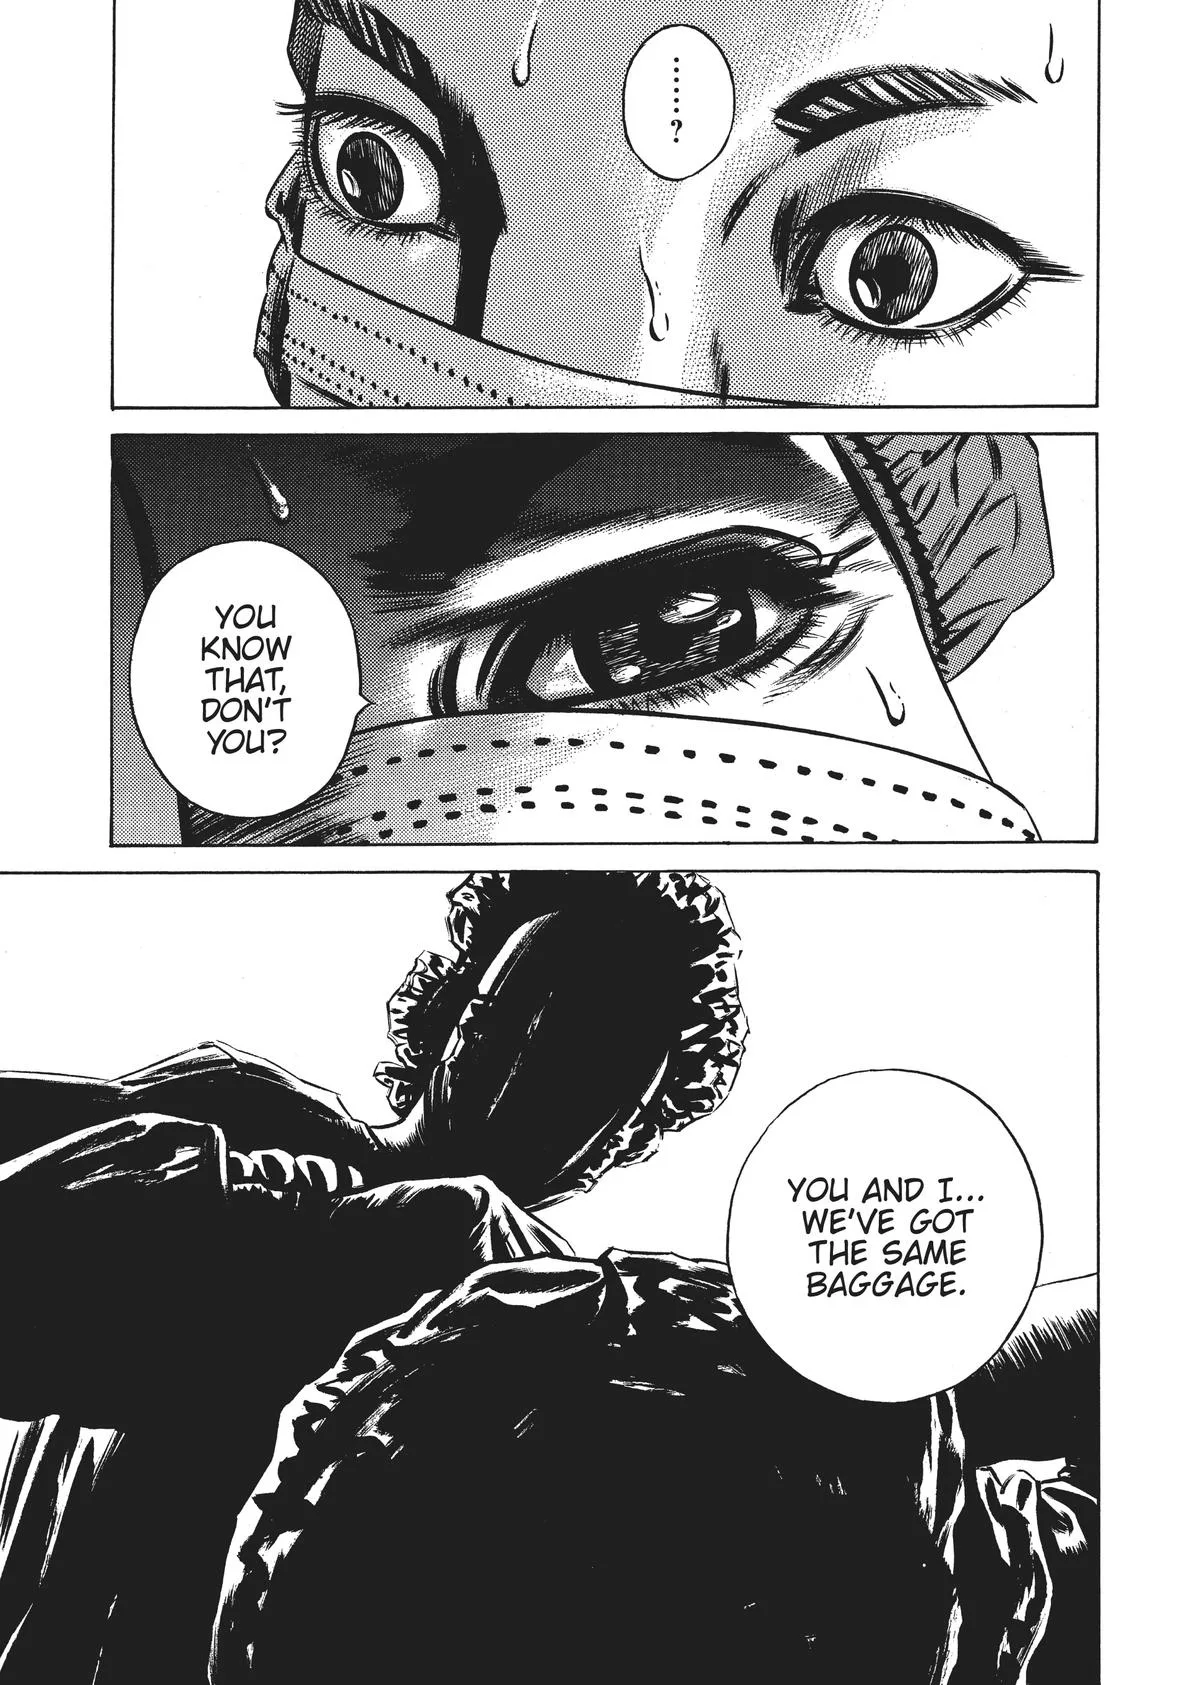 ……?
YOU
KNOW
THAT,
DON'T
YOU?
YOU AND I...
WE'VE GOT
THE SAME
BAGGAGE.